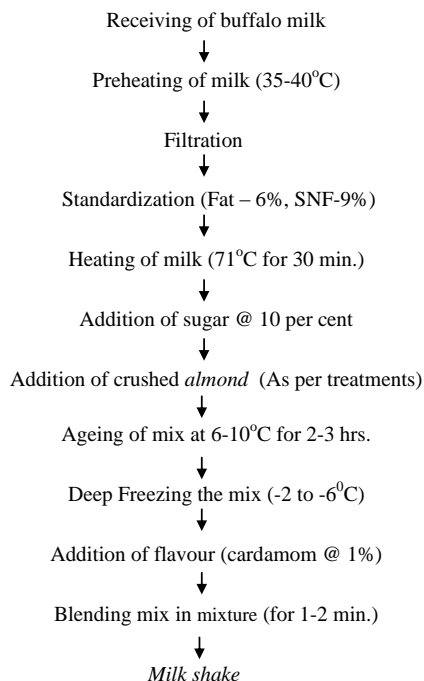 Receiving of buffalo milk
Preheating of milk (35-40°C)
Filtration
Standardization (Fat – 6%, SNF-9%)
Heating of milk (71°C for 30 min.)
Addition of sugar @ 10 per cent
Addition of crushed almond (As per treatments)
Ageing of mix at 6-10°C for 2-3 hrs.
Deep Freezing the mix (-2 to -6⁰C)
Addition of flavour (cardamom @ 1%)
Blending mix in mixture (for 1-2 min.)
Milk shake